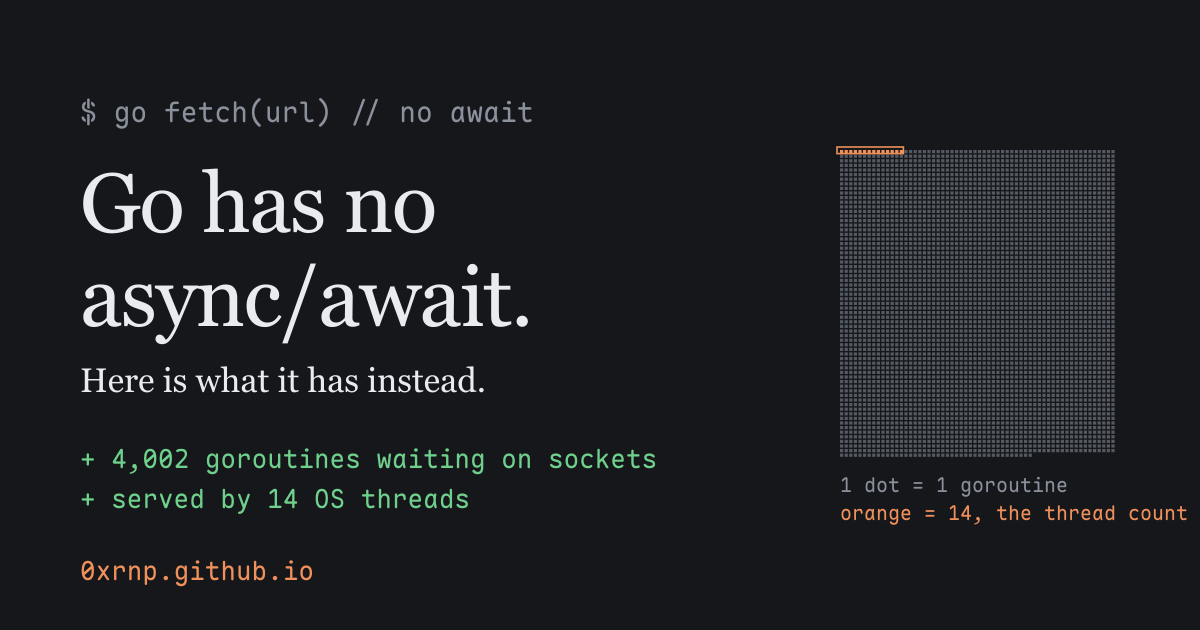 $ go fetch(url) // no await
Go has no
async/await.
Here is what it has instead.
+ 4,002 goroutines waiting on sockets
+ served by 14 OS threads
0xrnp.github.io
1 dot = 1 goroutine
orange = 14, the thread count